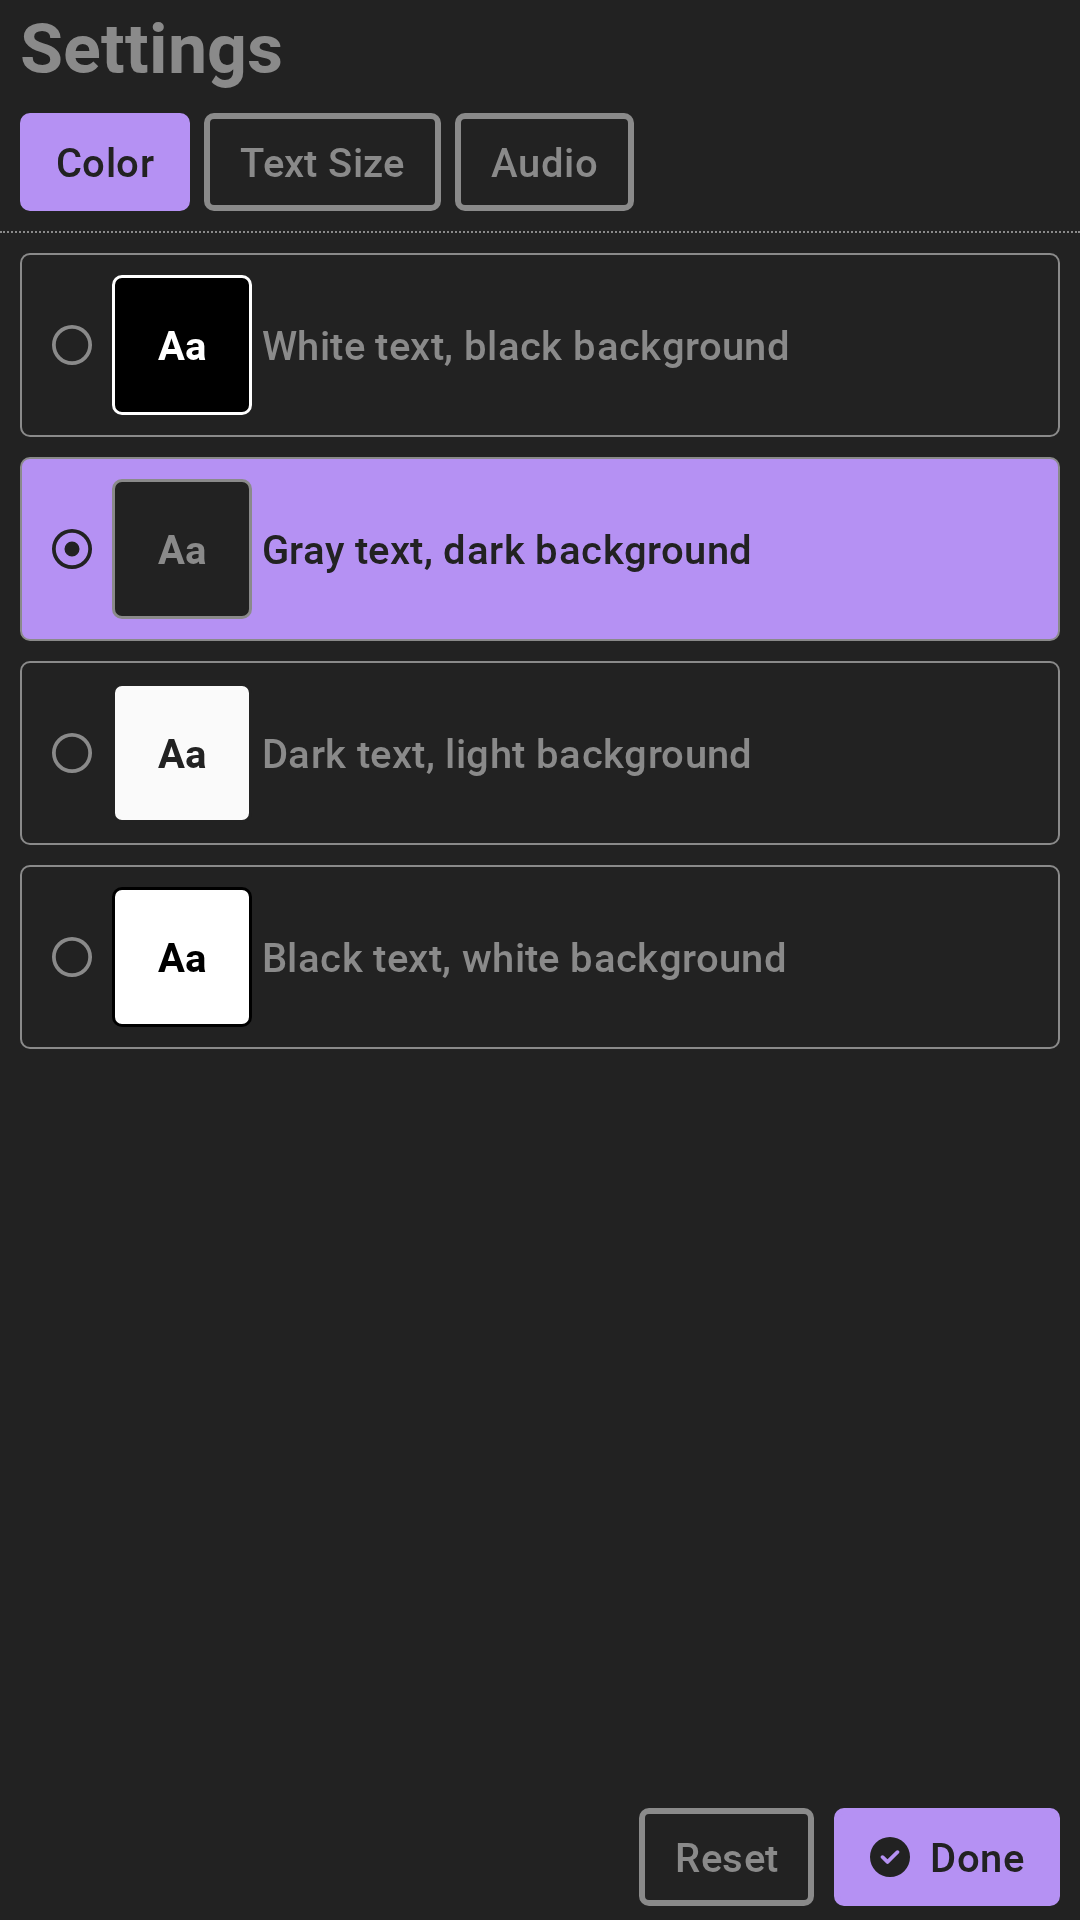 Settings
Color Text Size Audio
Aa White text, black background
Aa Gray text, dark background
Aa Dark text, light background
Aa Black text, white background
Reset Done